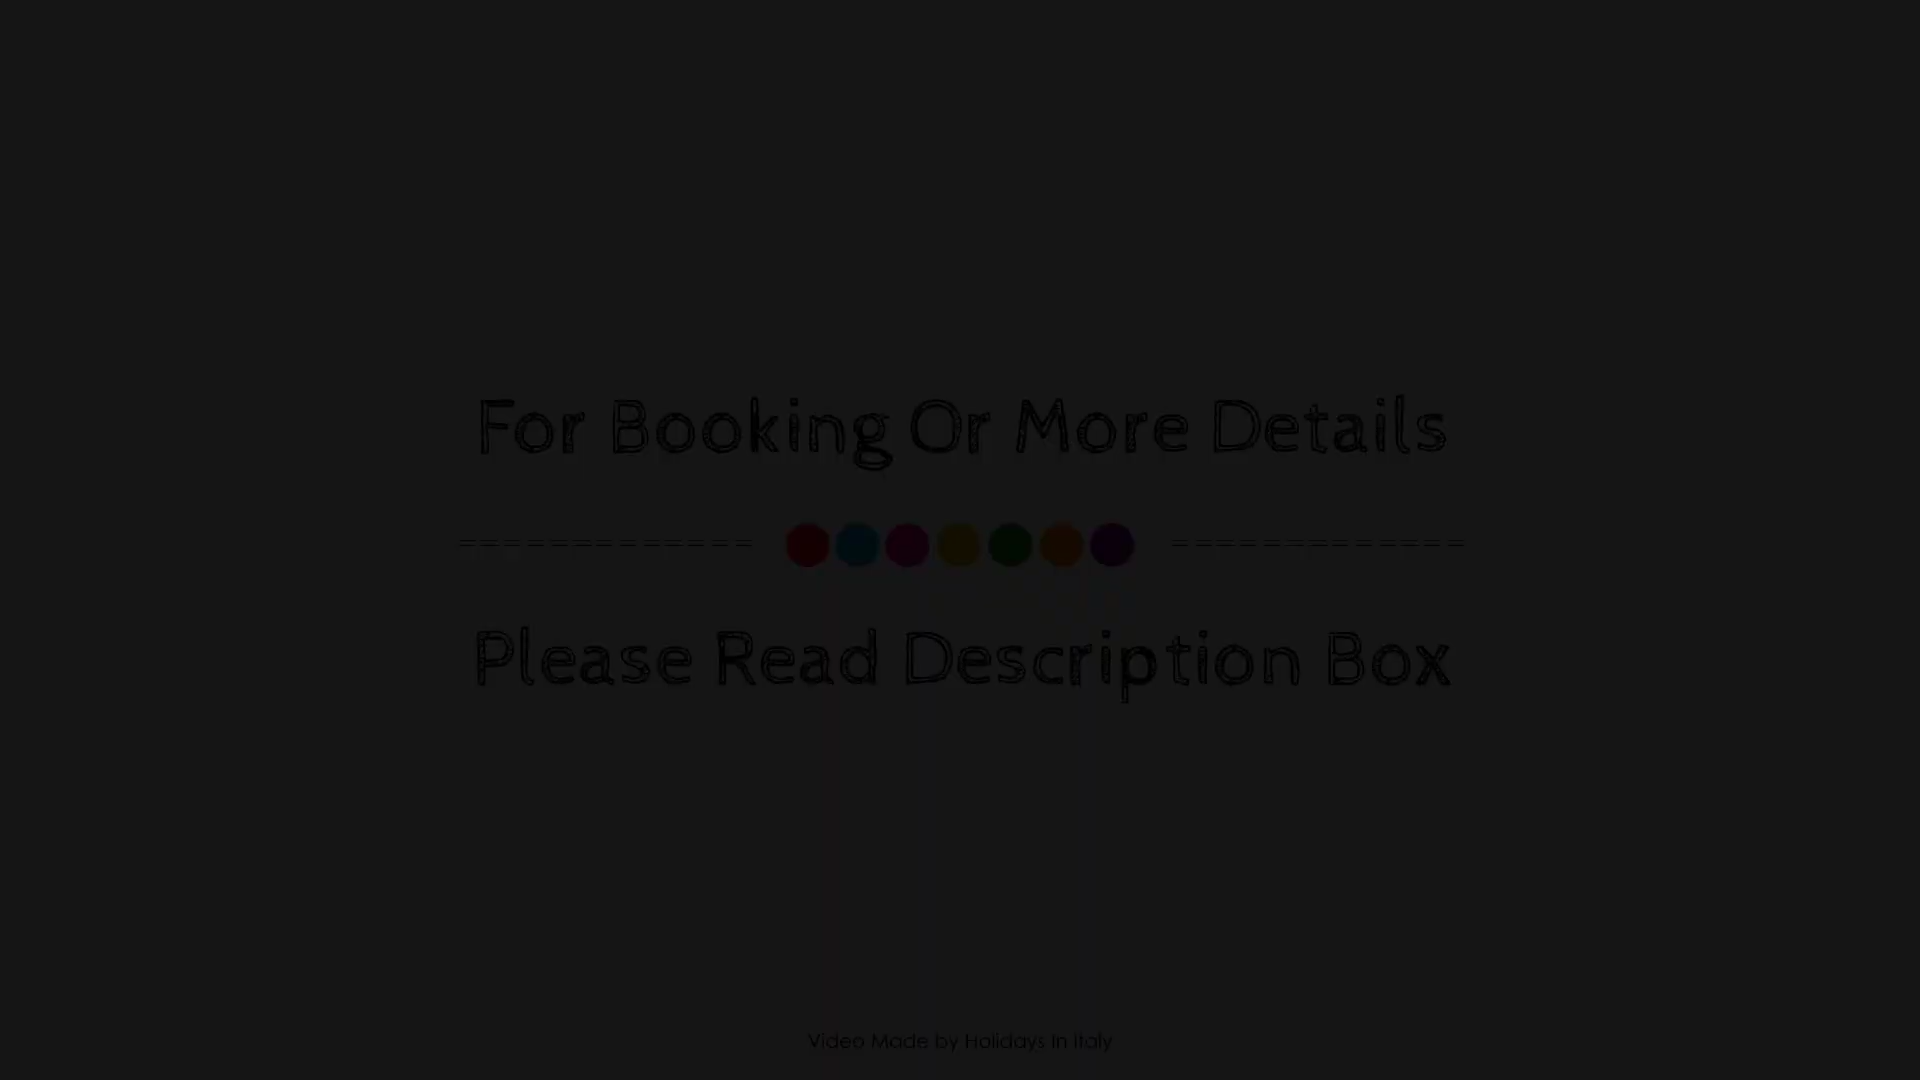 For Booking Or More Details
============= =============
Please Read Description Box
Video Made by Holidays In Italy